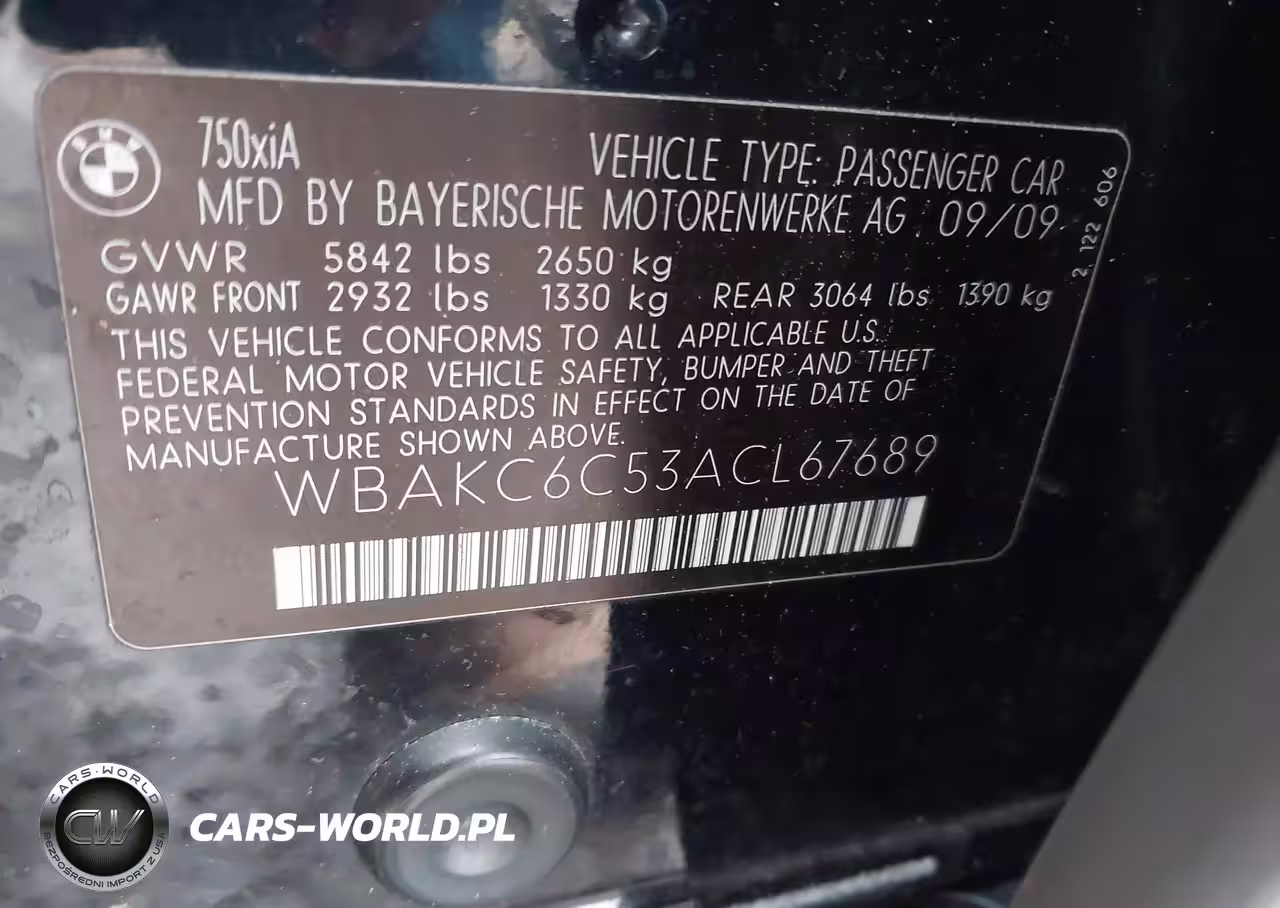 BMW
750xiA
VEHICLE TYPE: PASSENGER CAR
MFD BY BAYERISCHE MOTORENWERKE AG 09/09
GVWR 5842 lbs 2650 kg
GAWR FRONT 2932 lbs 1330 kg REAR 3064 lbs 1390 kg
2 122 606
THIS VEHICLE CONFORMS TO ALL APPLICABLE U.S.
FEDERAL MOTOR VEHICLE SAFETY, BUMPER AND THEFT
PREVENTION STANDARDS IN EFFECT ON THE DATE OF
MANUFACTURE SHOWN ABOVE.
WBAKC6C53ACL67689
CARS-WORLD
CW
BEZPOŚREDNI IMPORT Z USA
CARS-WORLD.PL